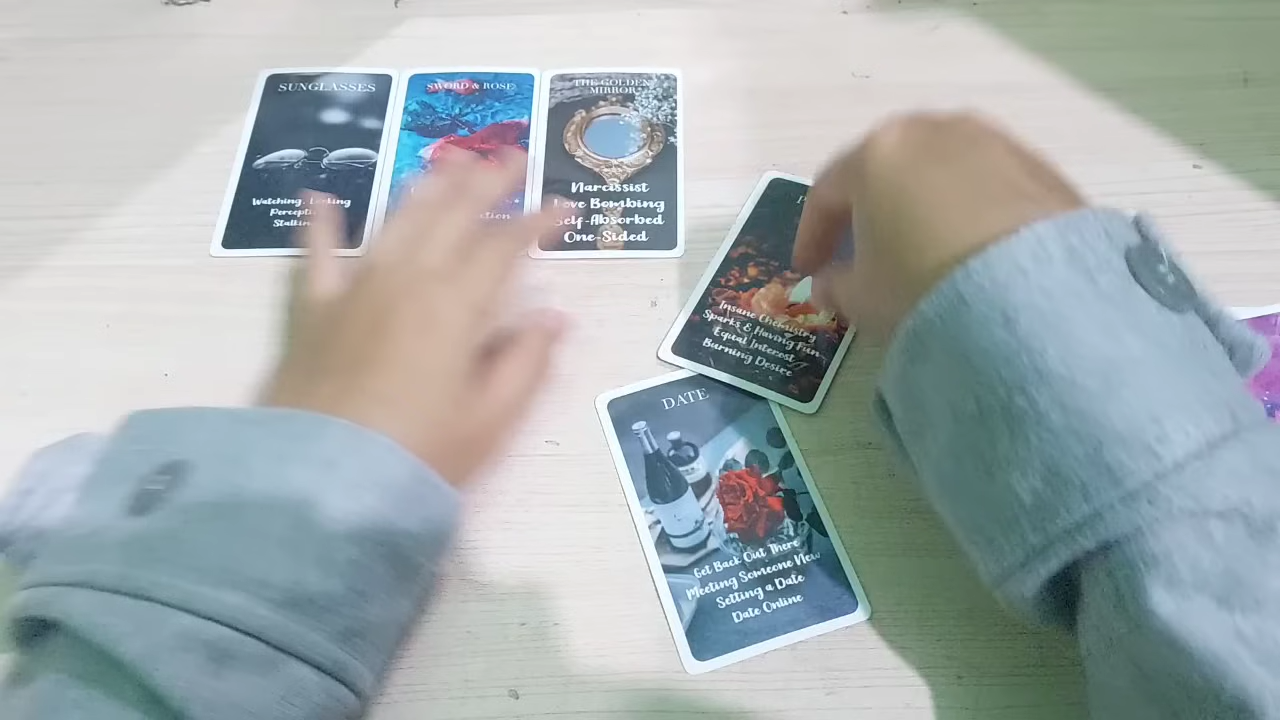 SUNGLASSES
Watching, Lurking
SWORD & ROSE
THE GOLDEN
MIRROR
Narcissist
Love Bombing
Self-Absorbed
One-Sided
Insane Chemistry
Sparks & Having Fun
Equal Interest
Burning Desire
DATE
Get Back Out There
Meeting Someone New
Setting a Date
Date Online